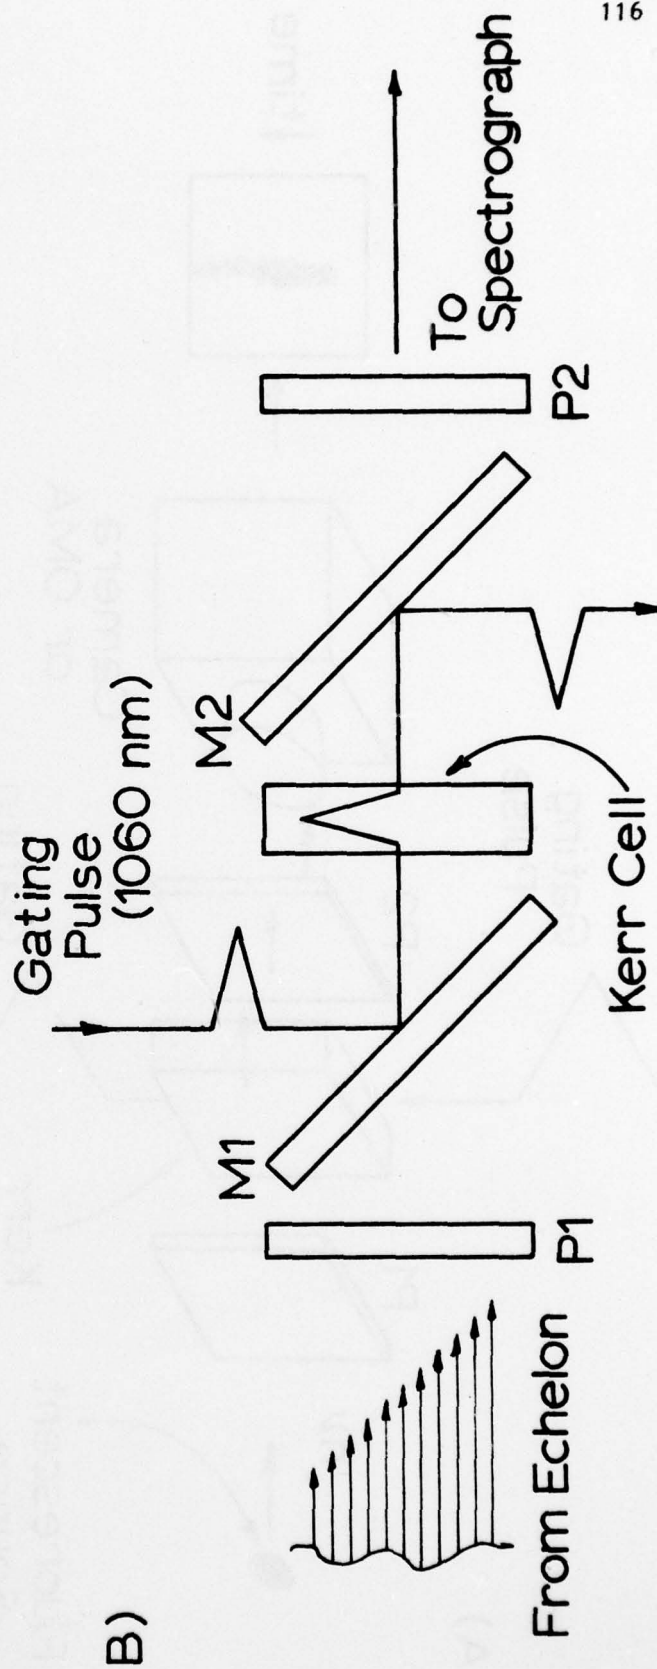 116
B)
From Echelon
P1
M1
Gating
Pulse
(1060 nm)
Kerr Cell
M2
P2
To
Spectrograph